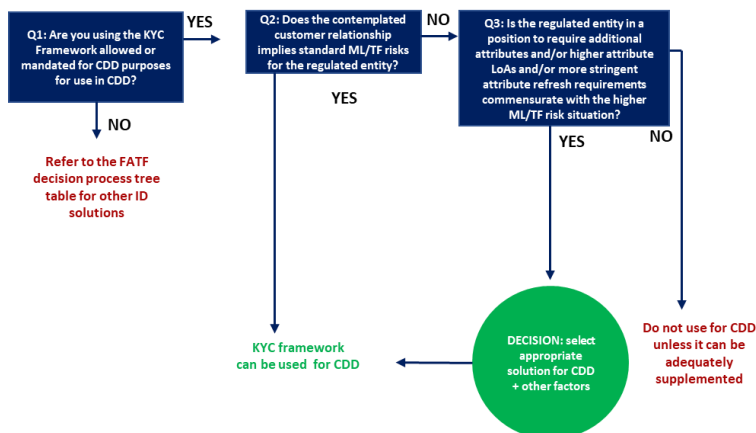 Q1: Are you using the KYC
Framework allowed or
mandated for CDD purposes
for use in CDD?
YES
Q2: Does the contemplated
customer relationship
implies standard ML/TF risks
for the regulated entity?
NO
Q3: Is the regulated entity in a
position to require additional
attributes and/or higher attribute
LoAs and/or more stringent
attribute refresh requirements
commensurate with the higher
ML/TF risk situation?
NO
YES
YES
NO
Refer to the FATF
decision process tree
table for other ID
solutions
KYC framework
can be used for CDD
DECISION: select
appropriate
solution for CDD
+ other factors
Do not use for CDD
unless it can be
adequately
supplemented